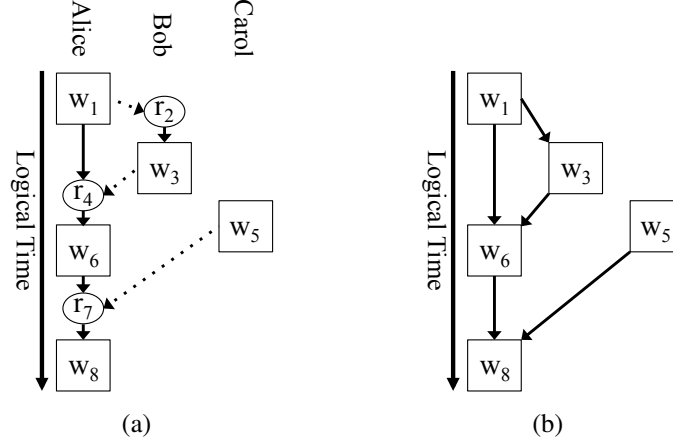 Alice
Bob
Carol
Logical Time
w1
r2
w3
r4
w5
w6
r7
w8
(a)
Logical Time
w1
w3
w5
w6
w8
(b)